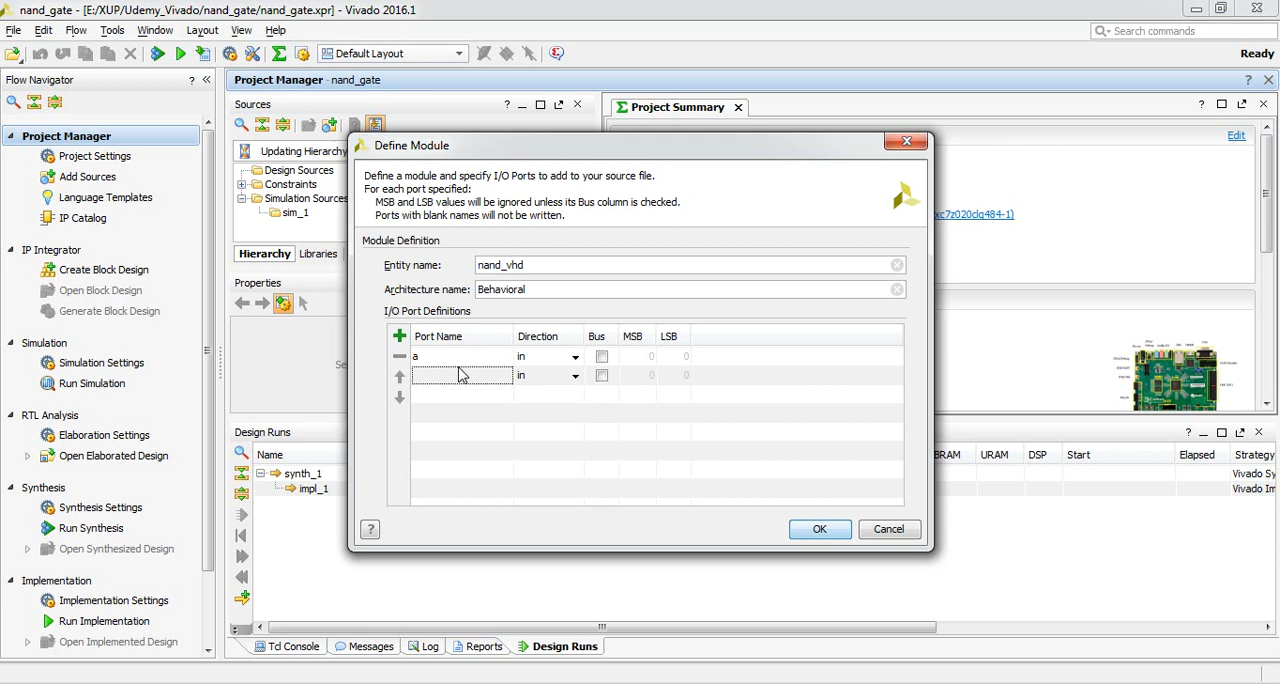 nand_gate - [E:/XUP/Udemy_Vivado/nand_gate/nand_gate.xpr] - Vivado 2016.1
File Edit Flow Tools Window Layout View Help
Search commands
Default Layout
Ready
Flow Navigator ? «
Project Manager - nand_gate ?
Project Manager
Project Settings
Add Sources
Language Templates
IP Catalog
IP Integrator
Create Block Design
Open Block Design
Generate Block Design
Simulation
Simulation Settings
Run Simulation
RTL Analysis
Elaboration Settings
Open Elaborated Design
Synthesis
Synthesis Settings
Run Synthesis
Open Synthesized Design
Implementation
Implementation Settings
Run Implementation
Open Implemented Design
Sources ?
Updating Hierarchy
Design Sources
Constraints
Simulation Sources
sim_1
Hierarchy Libraries
Properties
Se
Σ Project Summary ?
Edit
xc7z020clg484-1)
Define Module
Define a module and specify I/O Ports to add to your source file.
For each port specified:
MSB and LSB values will be ignored unless its Bus column is checked.
Ports with blank names will not be written.
Module Definition
Entity name: nand_vhd
Architecture name: Behavioral
I/O Port Definitions
Port Name Direction Bus MSB LSB
a in 0 0
in 0 0
? OK Cancel
Design Runs ?
Name BRAM URAM DSP Start Elapsed Strategy
synth_1 Vivado Sy
impl_1 Vivado Im
Tcl Console Messages Log Reports Design Runs